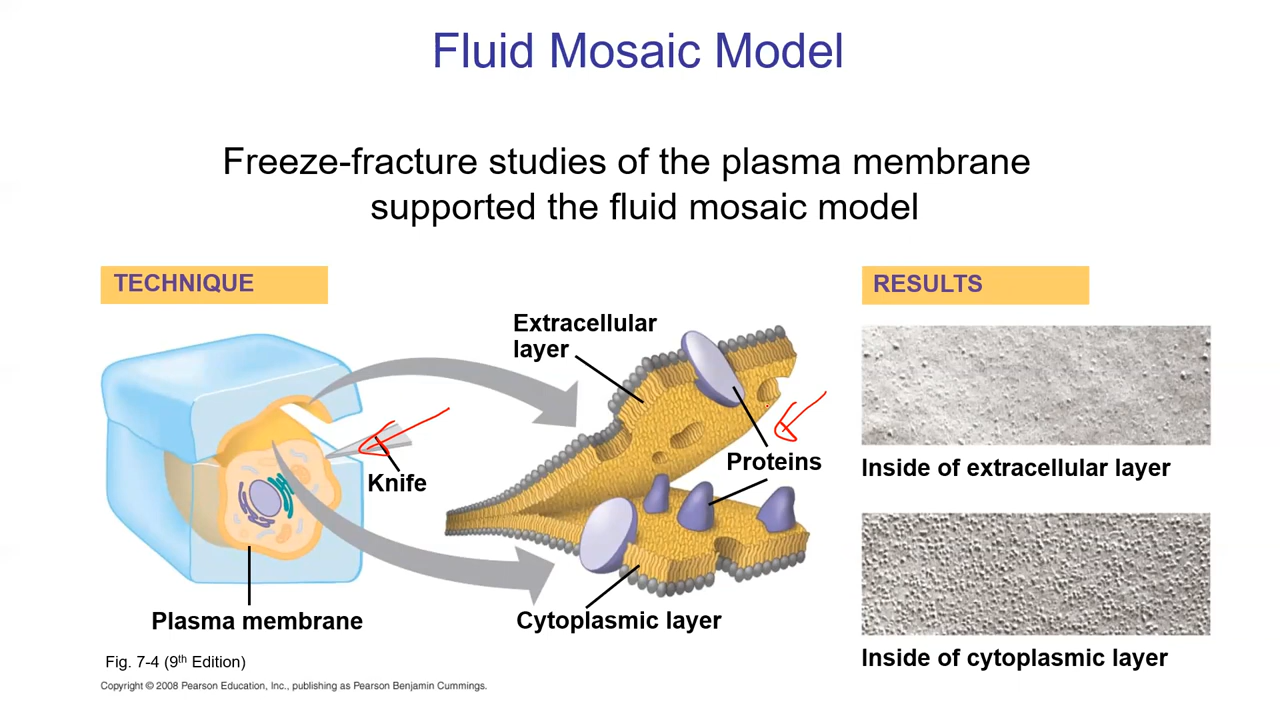 Fluid Mosaic Model
Freeze-fracture studies of the plasma membrane
supported the fluid mosaic model
TECHNIQUE
RESULTS
Extracellular
layer
Knife
Proteins
Plasma membrane
Cytoplasmic layer
Inside of extracellular layer
Inside of cytoplasmic layer
Fig. 7-4 (9th Edition)
Copyright © 2008 Pearson Education, Inc., publishing as Pearson Benjamin Cummings.